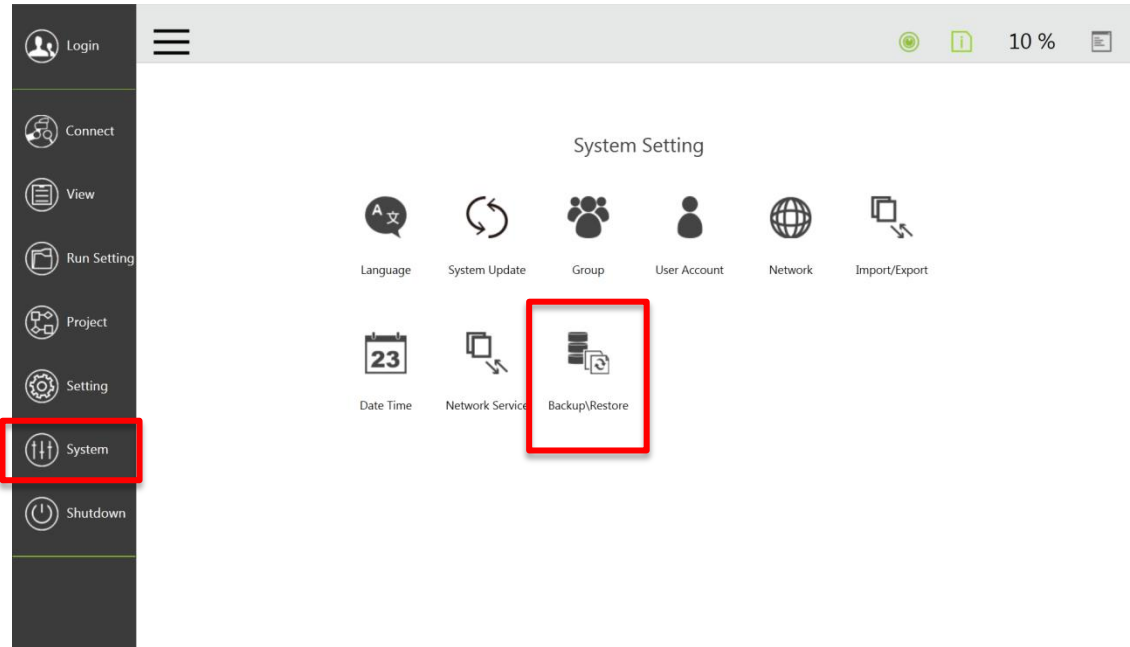 Login
10 %
Connect
View
Run Setting
Project
Setting
System
Shutdown
System Setting
A 文
Language
System Update
Group
User Account
Network
Import/Export
23
Date Time
Network Service
Backup\Restore